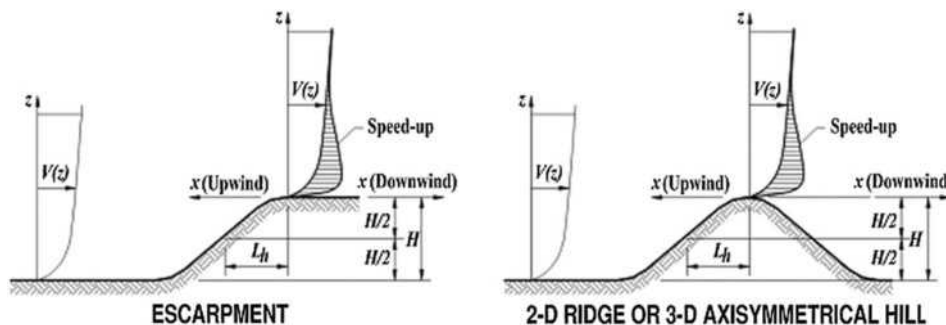 z
V(z)
Speed-up
z
V(z)
x (Upwind)
x (Downwind)
H/2
H
H/2
Lh
ESCARPMENT
z
V(z)
Speed-up
z
V(z)
x (Upwind)
x (Downwind)
H/2
H
H/2
Lh
2-D RIDGE OR 3-D AXISYMMETRICAL HILL